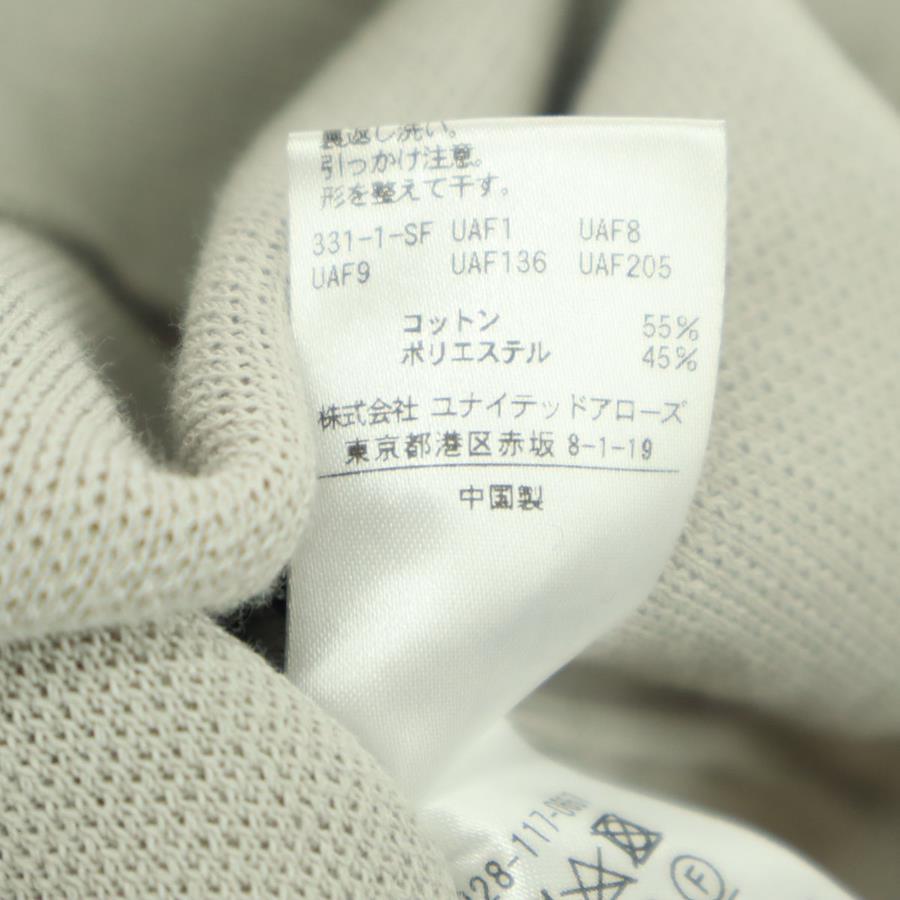 裏返し洗い。
引っかけ注意。
形を整えて干す。
331-1-SF UAF1 UAF8
UAF9 UAF136 UAF205
コットン 55%
ポリエステル 45%
株式会社 ユナイテッドアローズ
東京都港区赤坂 8-1-19
中国製
F